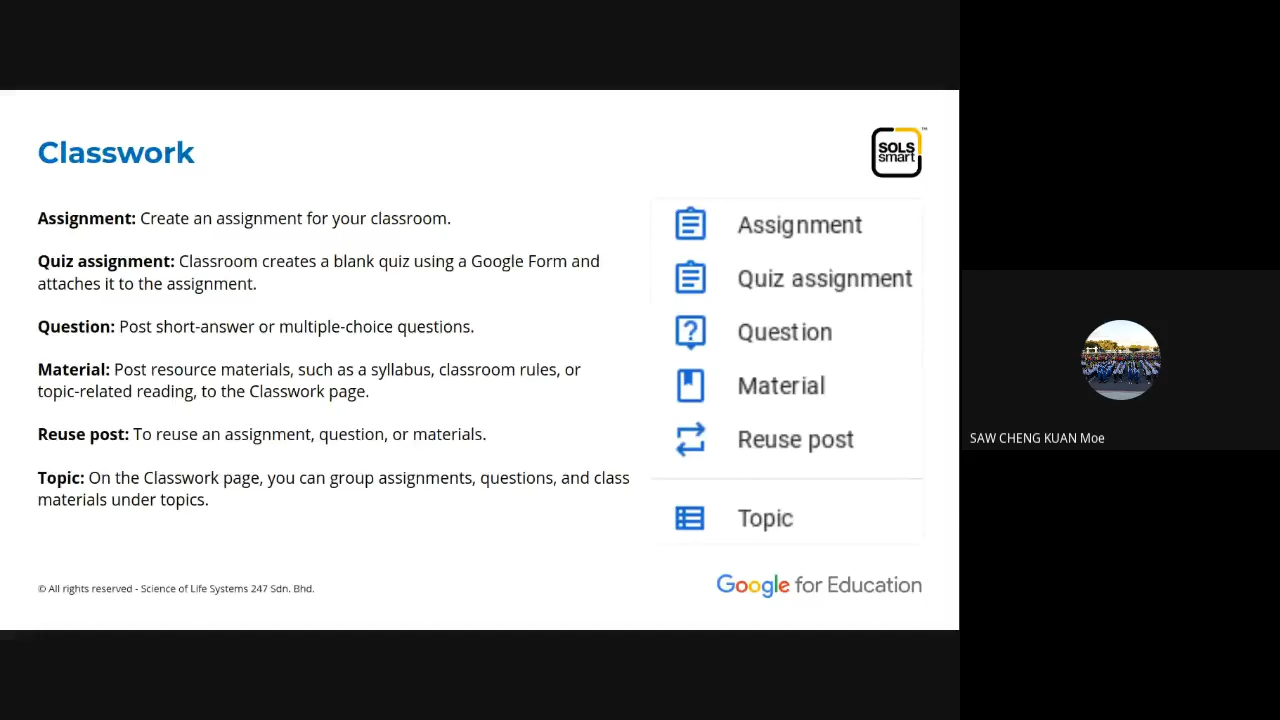 Classwork
SOLS
smart
™
Assignment: Create an assignment for your classroom.
Quiz assignment: Classroom creates a blank quiz using a Google Form and
attaches it to the assignment.
Question: Post short-answer or multiple-choice questions.
Material: Post resource materials, such as a syllabus, classroom rules, or
topic-related reading, to the Classwork page.
Reuse post: To reuse an assignment, question, or materials.
Topic: On the Classwork page, you can group assignments, questions, and class
materials under topics.
Assignment
Quiz assignment
Question
Material
Reuse post
Topic
© All rights reserved - Science of Life Systems 247 Sdn. Bhd.
Google for Education
SAW CHENG KUAN Moe